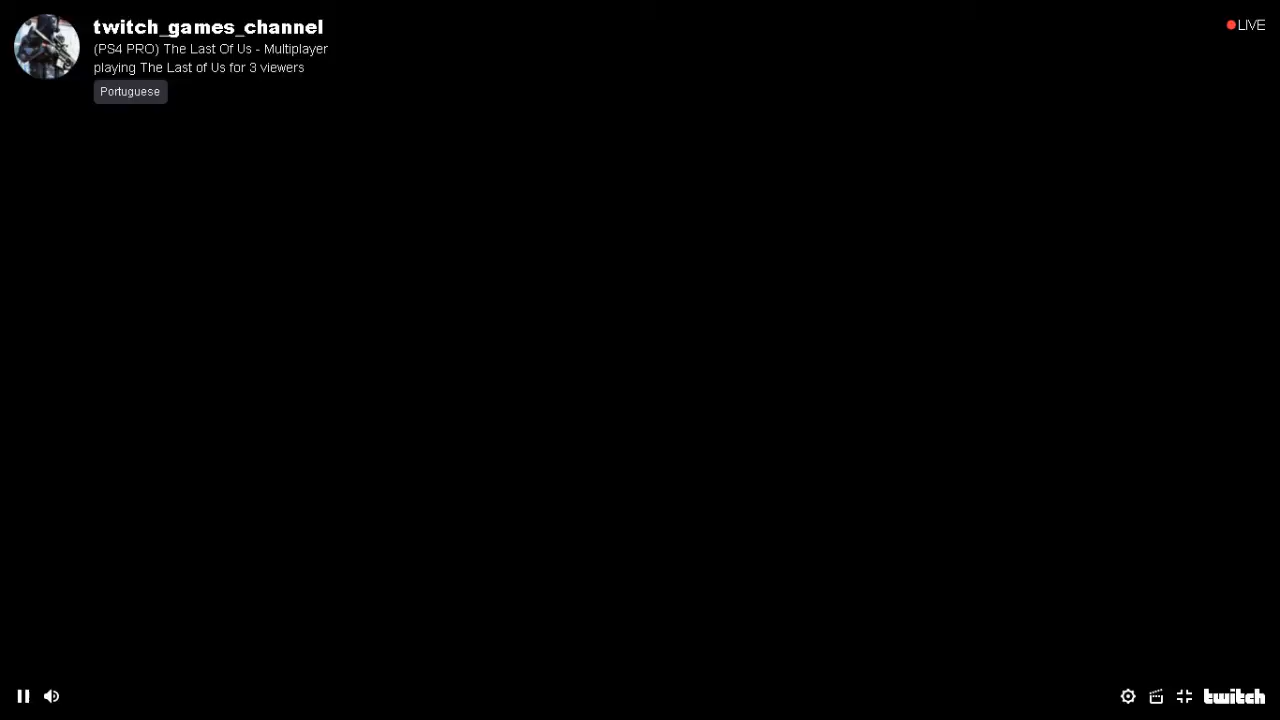 twitch_games_channel
LIVE
(PS4 PRO) The Last Of Us - Multiplayer
playing The Last of Us for 3 viewers
Portuguese
twitch